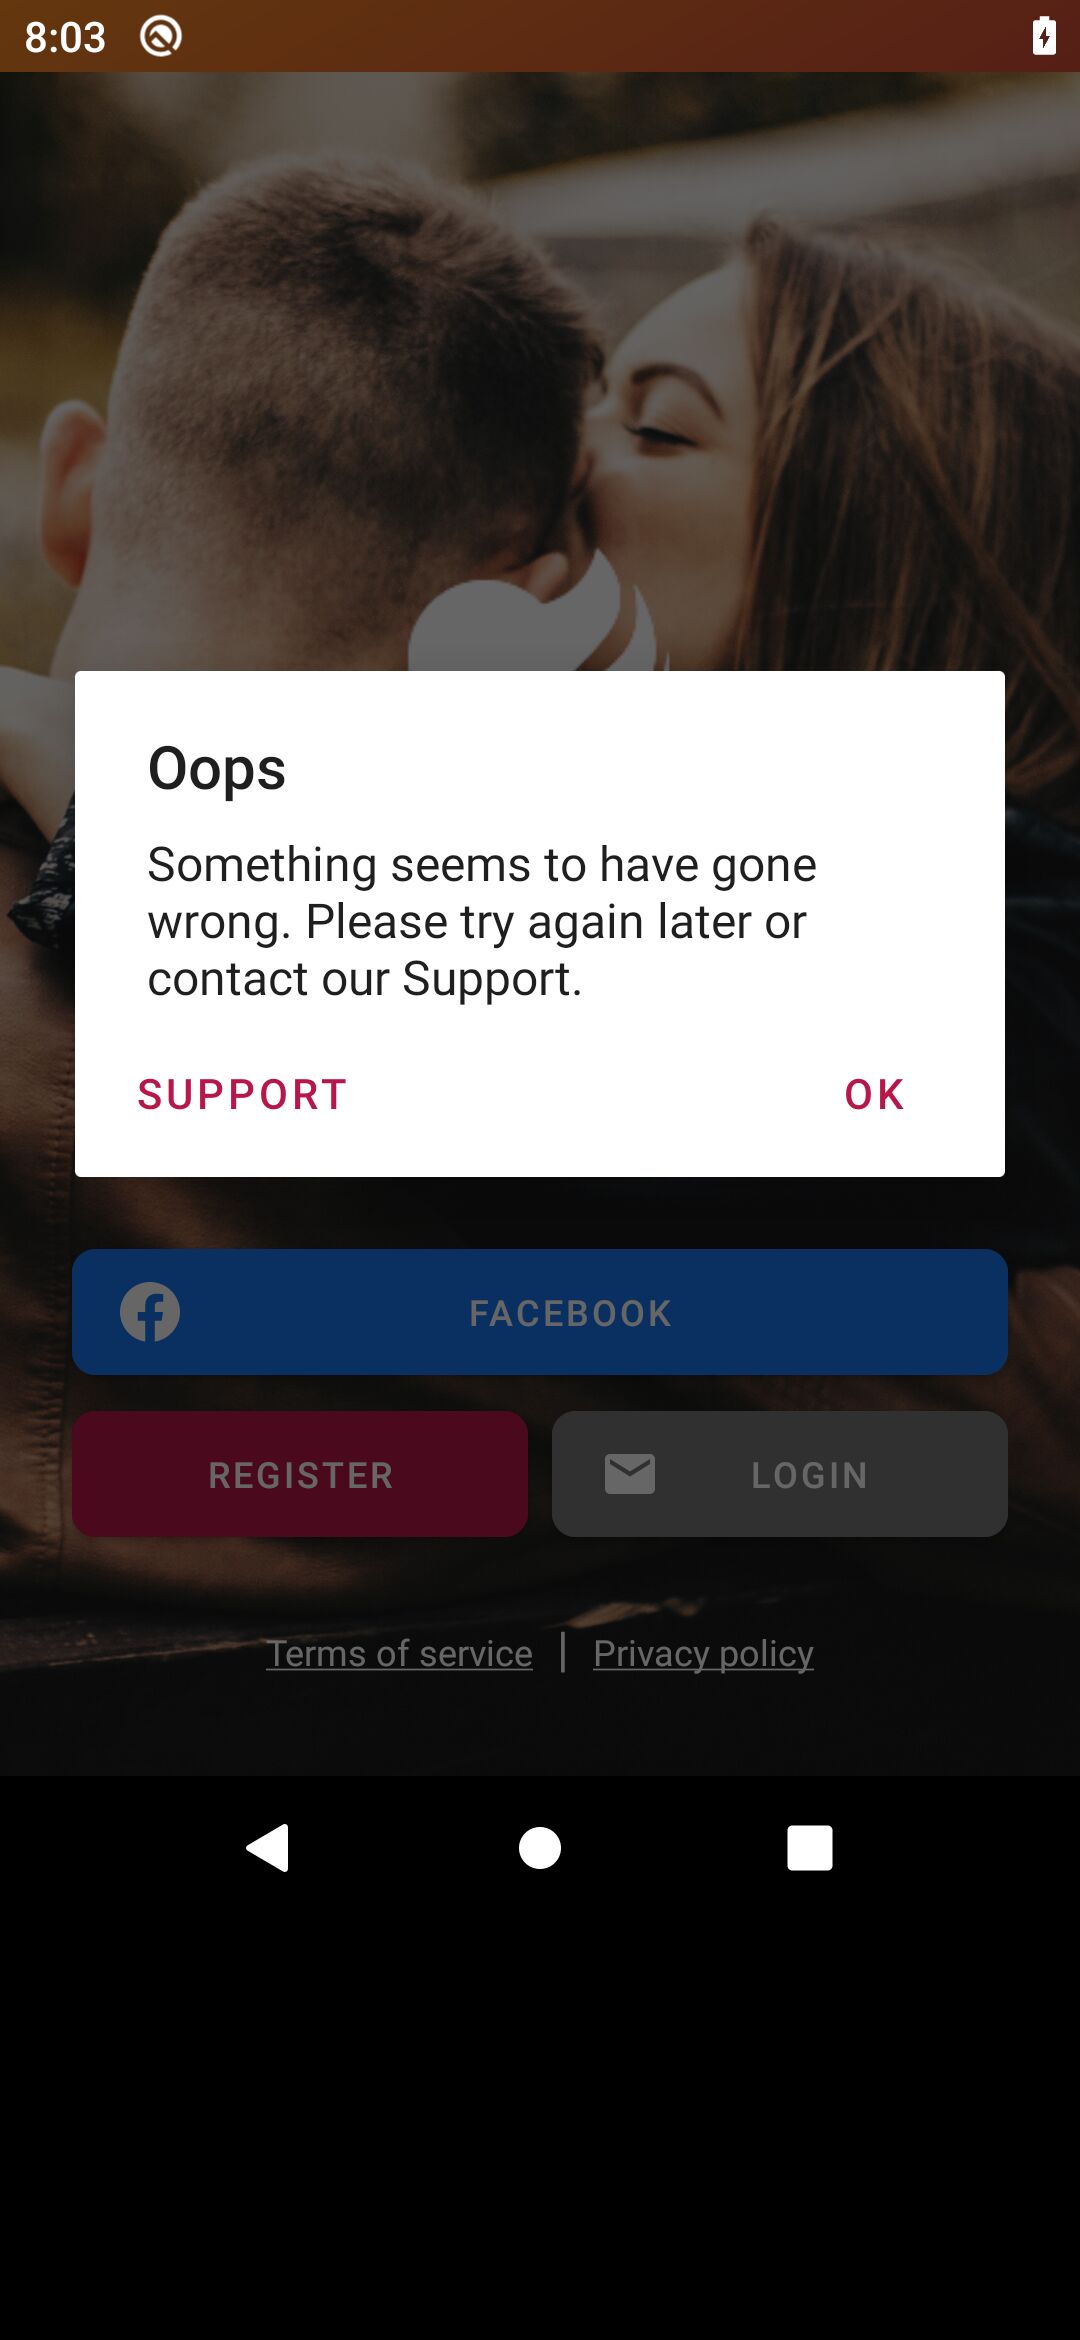 8:03
Oops
Something seems to have gone
wrong. Please try again later or
contact our Support.
SUPPORT OK
FACEBOOK
REGISTER LOGIN
Terms of service | Privacy policy